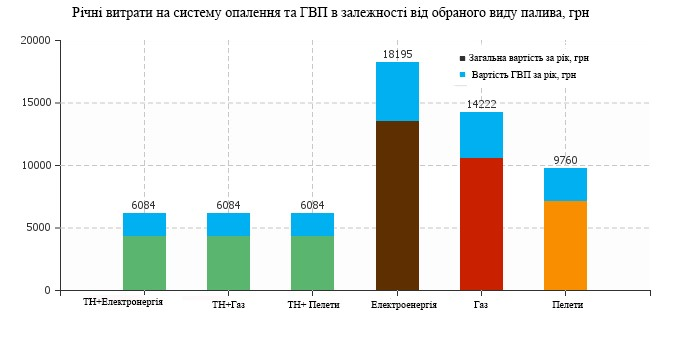 Річні витрати на систему опалення та ГВП в залежності від обраного виду палива, грн
20000
18195
Загальна вартість за рік, грн
Вартість ГВП за рік, грн
15000
14222
10000
9760
6084
6084
6084
5000
0
ТН+Електронергія
ТН+Газ
ТН+ Пелети
Електроенергія
Газ
Пелети